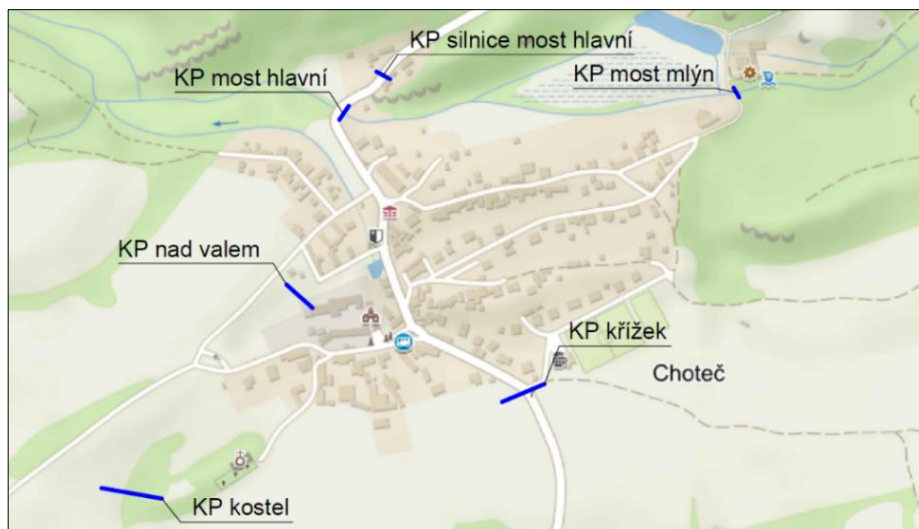 KP silnice most hlavní
KP most hlavní
KP most mlýn
KP nad valem
KP křížek
Choteč
KP kostel